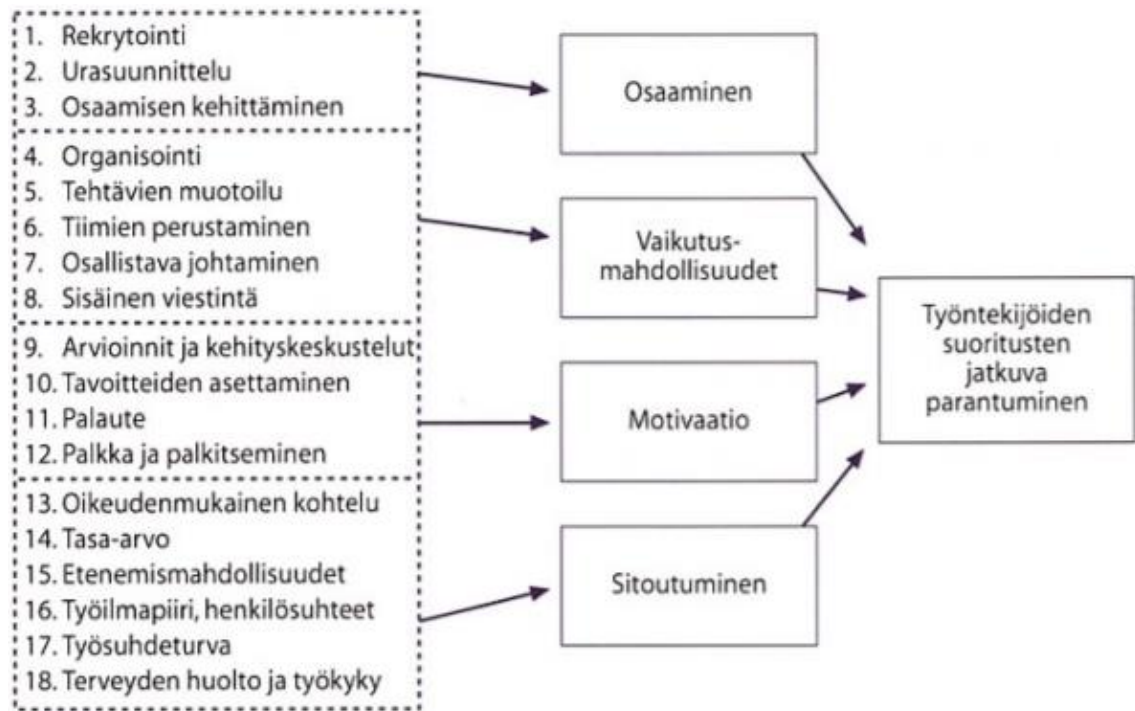 1. Rekrytointi
2. Urasuunnittelu
3. Osaamisen kehittäminen
4. Organisointi
5. Tehtävien muotoilu
6. Tiimien perustaminen
7. Osallistava johtaminen
8. Sisäinen viestintä
9. Arvioinnit ja kehityskeskustelut
10. Tavoitteiden asettaminen
11. Palaute
12. Palkka ja palkitseminen
13. Oikeudenmukainen kohtelu
14. Tasa-arvo
15. Etenemismahdollisuudet
16. Työilmapiiri, henkilösuhteet
17. Työsuhdeturva
18. Terveyden huolto ja työkyky
Osaaminen
Vaikutus-
mahdollisuudet
Motivaatio
Sitoutuminen
Työntekijöiden
suoritusten
jatkuva
parantuminen